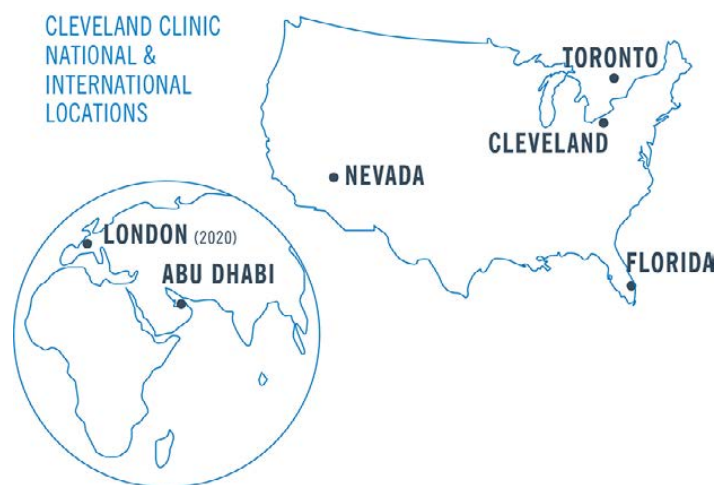 CLEVELAND CLINIC
NATIONAL &
INTERNATIONAL
LOCATIONS
TORONTO
CLEVELAND
NEVADA
FLORIDA
LONDON (2020)
ABU DHABI